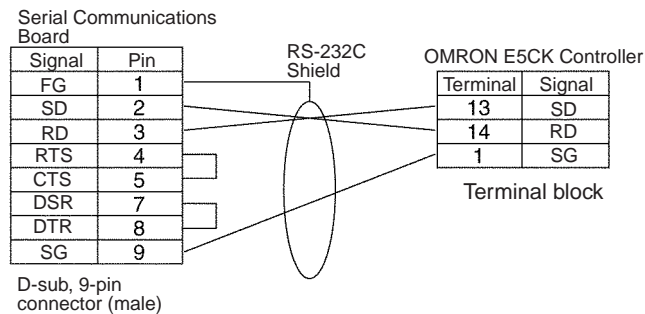 Serial Communications
Board
RS-232C
Shield
OMRON E5CK Controller
Signal Pin
FG 1
SD 2
RD 3
RTS 4
CTS 5
DSR 7
DTR 8
SG 9
Terminal Signal
13 SD
14 RD
1 SG
Terminal block
D-sub, 9-pin
connector (male)